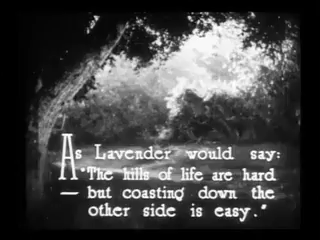 As Lavender would say:
"The hills of life are hard
— but coasting down the
other side is easy."